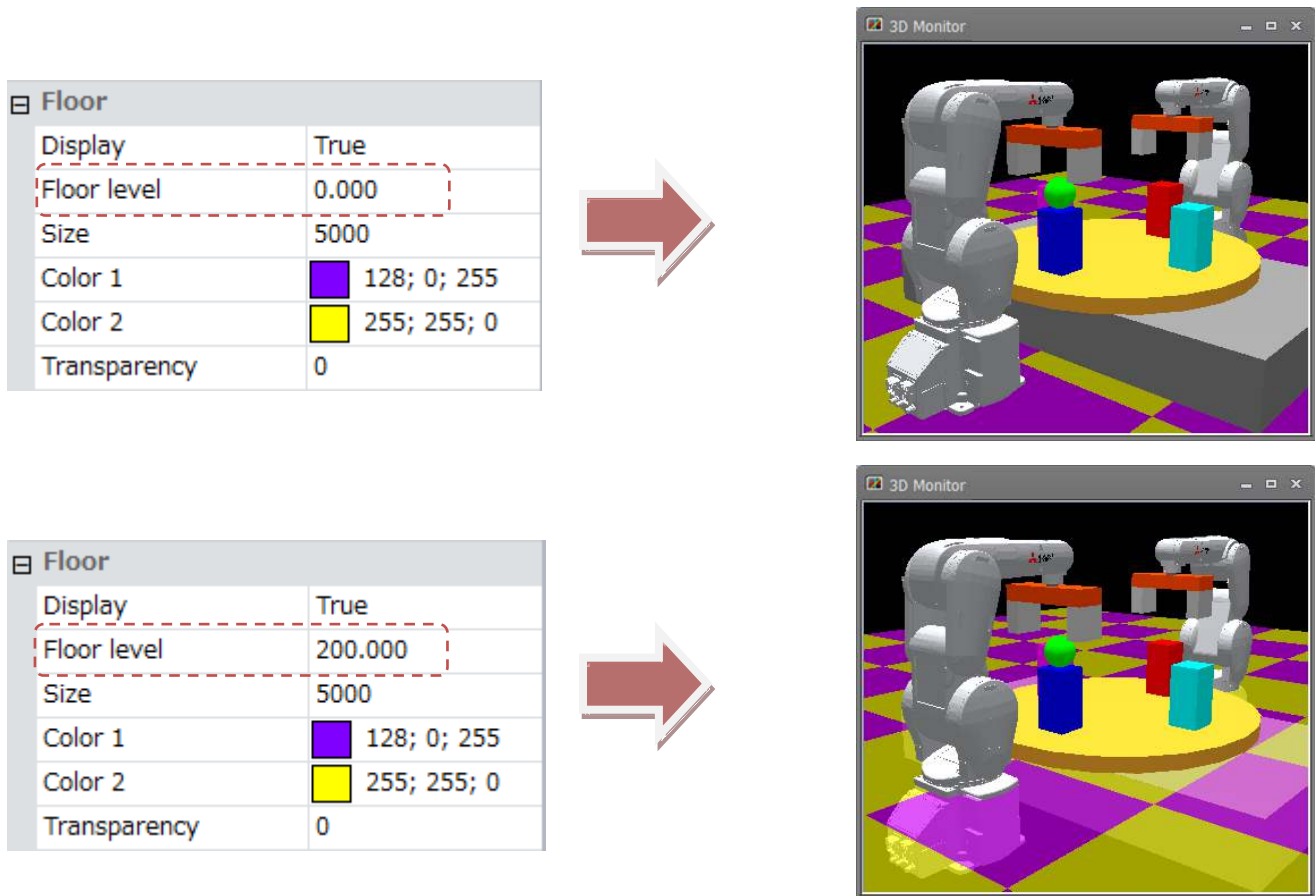 3D Monitor
Floor
Display True
Floor level 0.000
Size 5000
Color 1 128; 0; 255
Color 2 255; 255; 0
Transparency 0
3D Monitor
Floor
Display True
Floor level 200.000
Size 5000
Color 1 128; 0; 255
Color 2 255; 255; 0
Transparency 0